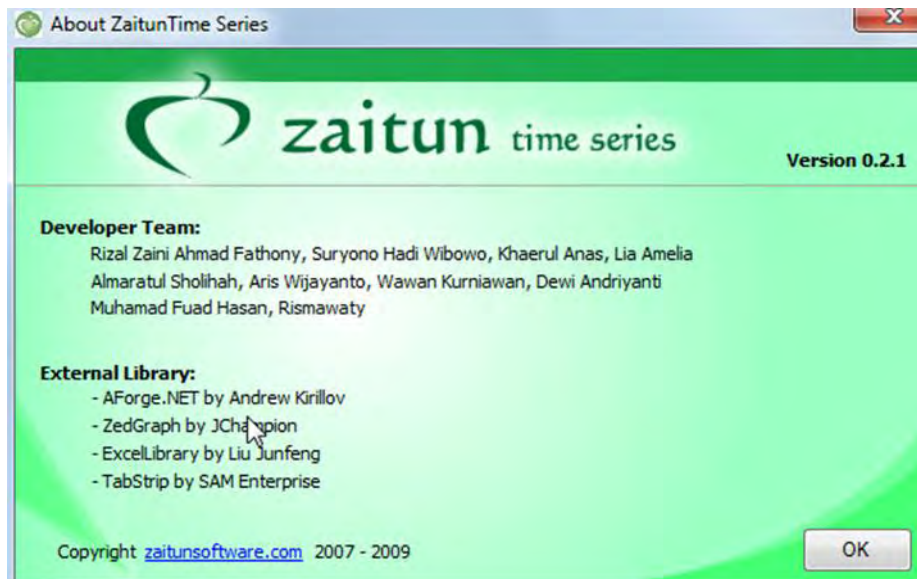 About ZaitunTime Series
zaitun time series
Version 0.2.1
Developer Team:
Rizal Zaini Ahmad Fathony, Suryono Hadi Wibowo, Khaerul Anas, Lia Amelia
Almaratul Sholihah, Aris Wijayanto, Wawan Kurniawan, Dewi Andriyanti
Muhamad Fuad Hasan, Rismawaty
External Library:
- AForge.NET by Andrew Kirillov
- ZedGraph by JChampion
- ExcelLibrary by Liu Junfeng
- TabStrip by SAM Enterprise
Copyright zaitunsoftware.com 2007 - 2009
OK